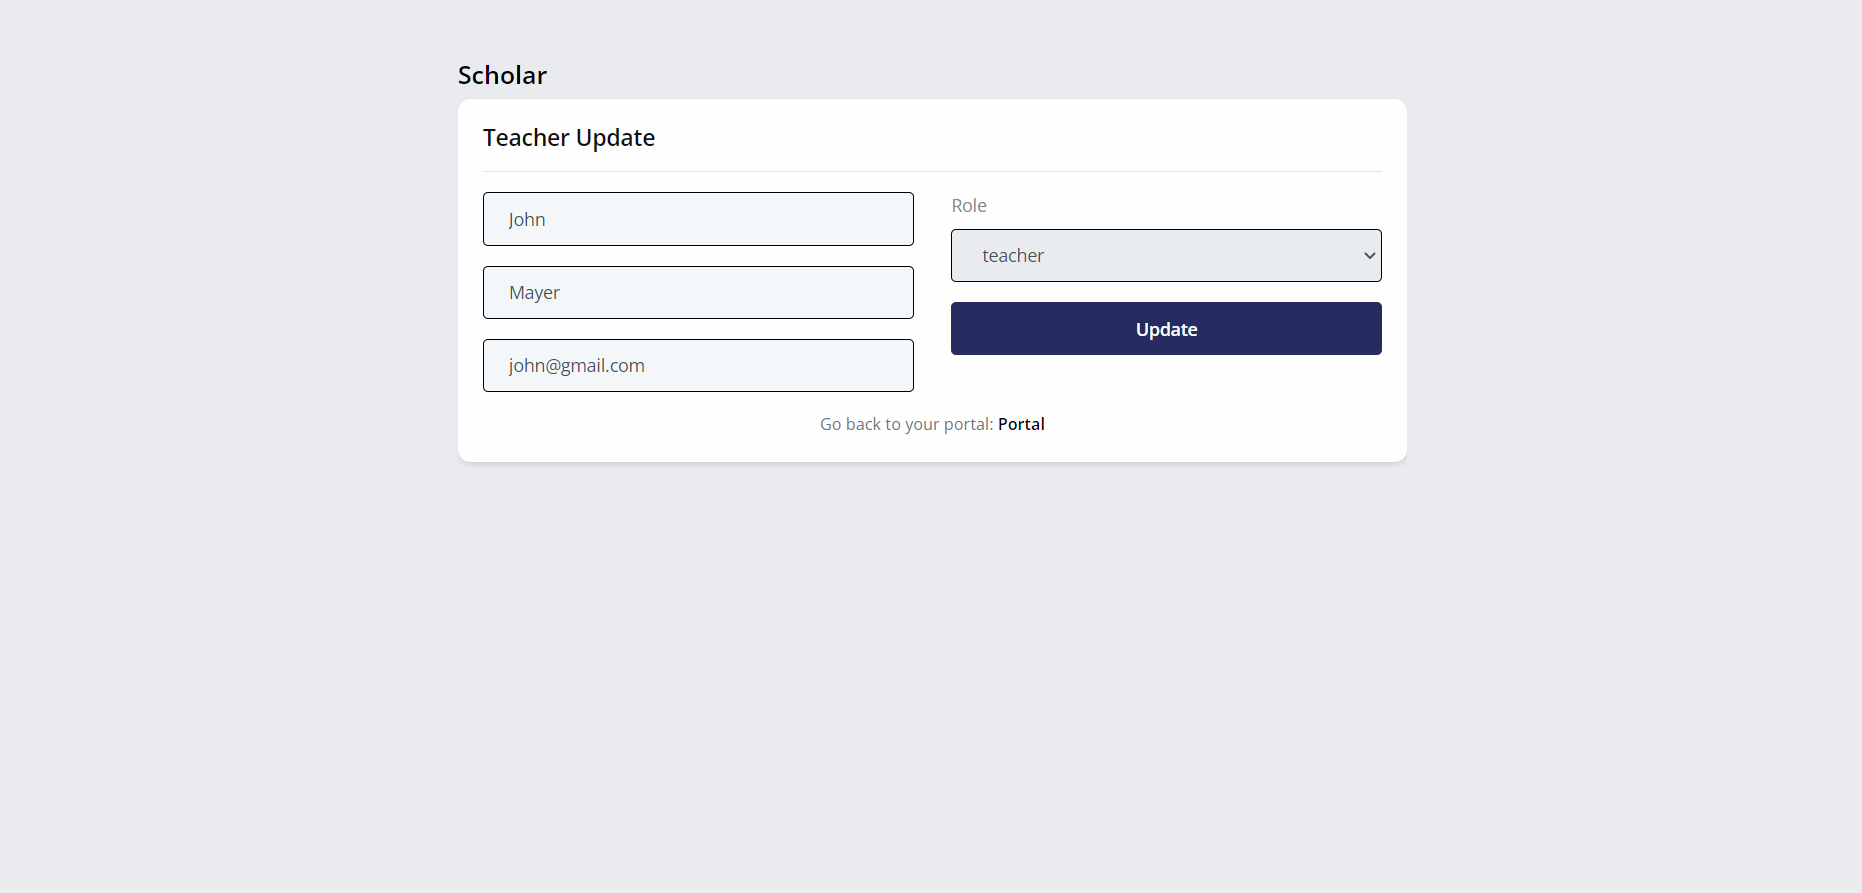 Scholar
Teacher Update
John
Mayer
john@gmail.com
Role
teacher
Update
Go back to your portal: Portal